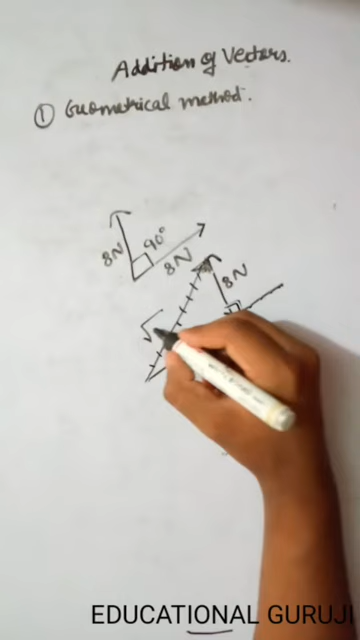 Addition of Vectors.
① Geometrical method.
8N
90°
8N
8N
√
EDUCATIONAL GURUJI